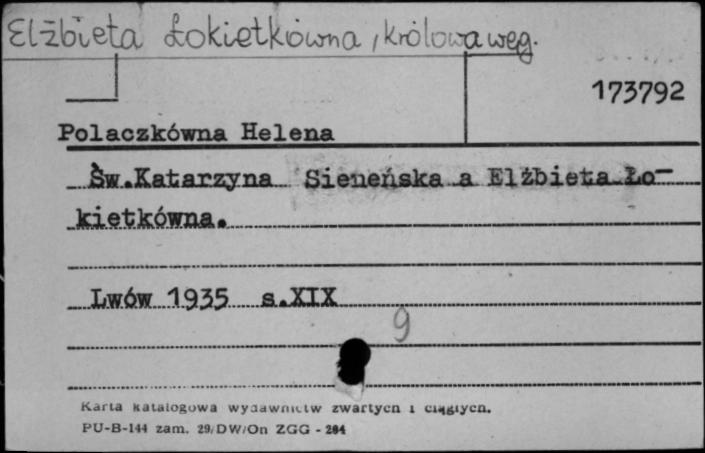 Elżbieta Łokietkówna, królowa węg.
173792
Polaczkówna Helena
Św.Katarzyna Sieneńska a Elżbieta Ło-
kietkówna.
Lwów 1935 s.XIX
9
Karta katalogowa wydawnictw zwartych i ciągłych.
PU-B-144 zam. 29/DW/On ZGG - 284